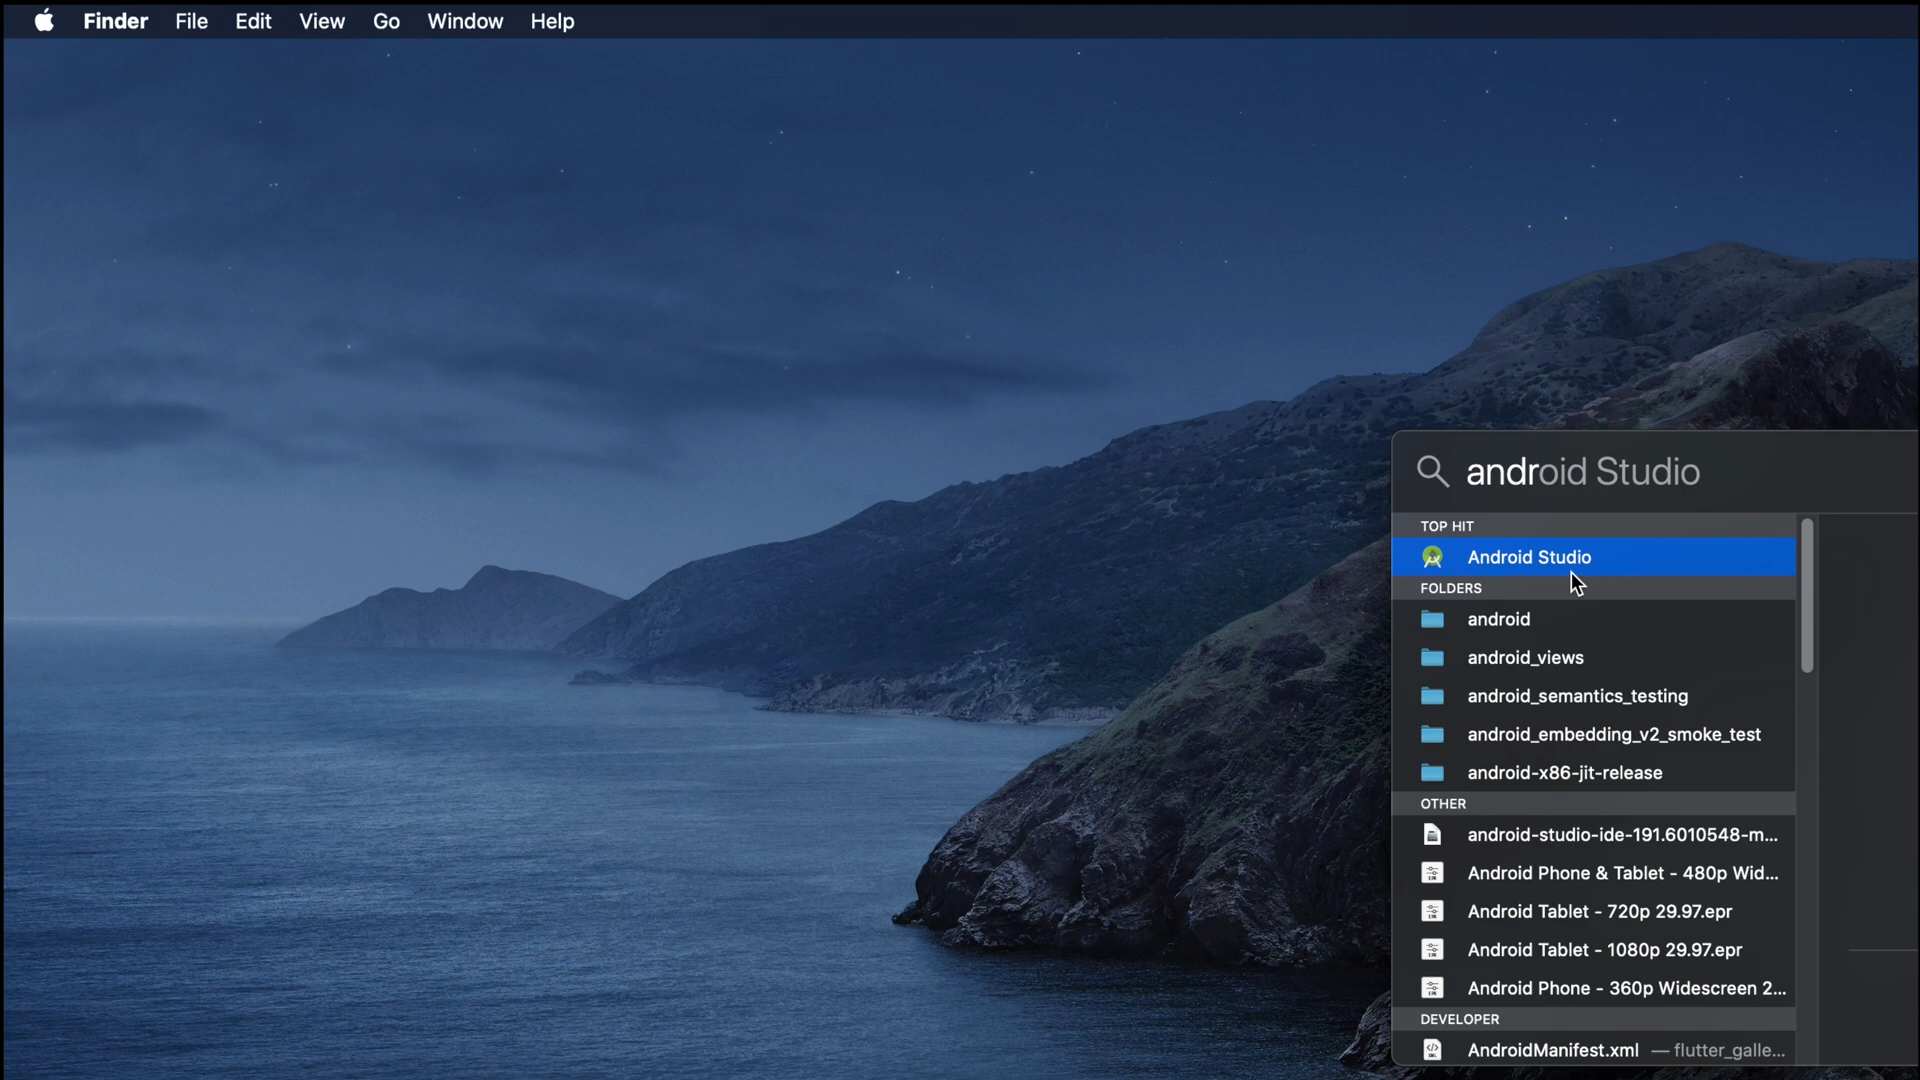 Finder File Edit View Go Window Help
android Studio
TOP HIT
Android Studio
FOLDERS
android
android_views
android_semantics_testing
android_embedding_v2_smoke_test
android-x86-jit-release
OTHER
android-studio-ide-191.6010548-m...
Android Phone & Tablet - 480p Wid...
Android Tablet - 720p 29.97.epr
Android Tablet - 1080p 29.97.epr
Android Phone - 360p Widescreen 2...
DEVELOPER
AndroidManifest.xml — flutter_galle...